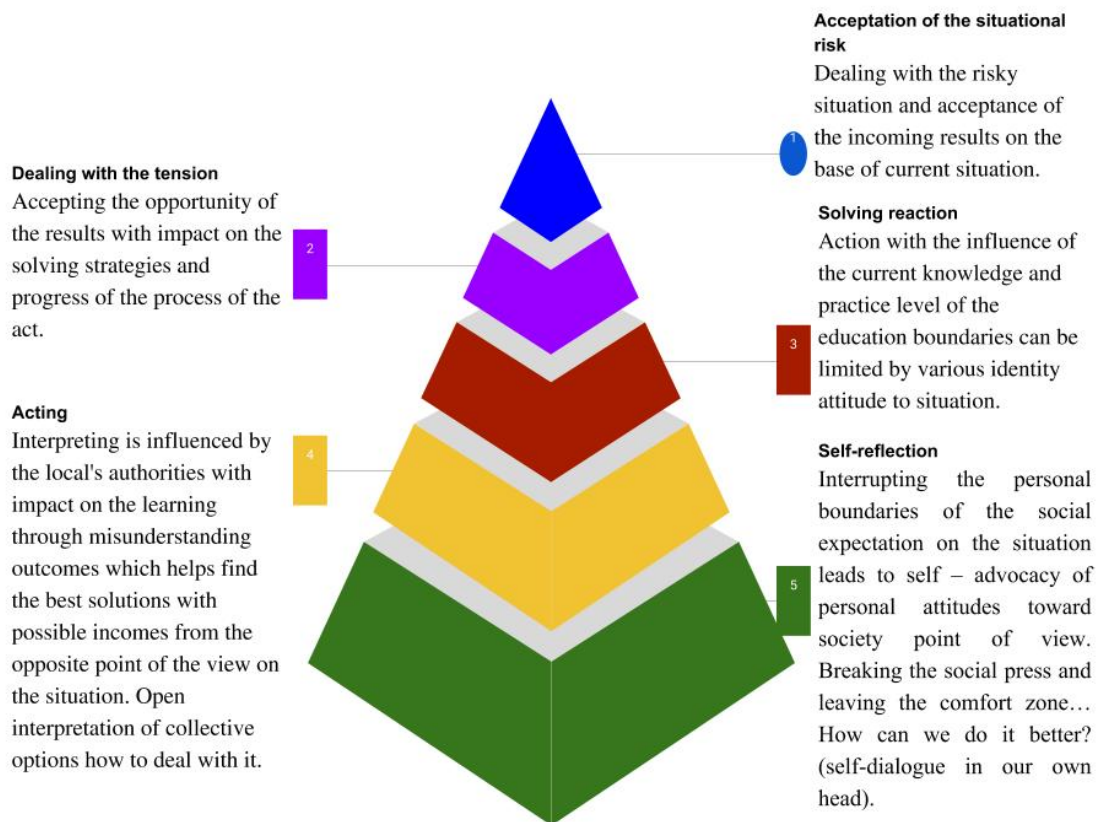 Acceptation of the situational
risk
Dealing with the risky
situation and acceptance of
the incoming results on the
base of current situation.
1
Dealing with the tension
Accepting the opportunity of
the results with impact on the
solving strategies and
progress of the process of the
act.
2
Solving reaction
Action with the influence of
the current knowledge and
practice level of the
education boundaries can be
limited by various identity
attitude to situation.
3
Acting
Interpreting is influenced by
the local's authorities with
impact on the learning
through misunderstanding
outcomes which helps find
the best solutions with
possible incomes from the
opposite point of the view on
the situation. Open
interpretation of collective
options how to deal with it.
4
Self-reflection
Interrupting the personal
boundaries of the social
expectation on the situation
leads to self – advocacy of
personal attitudes toward
society point of view.
Breaking the social press and
leaving the comfort zone…
How can we do it better?
(self-dialogue in our own
head).
5